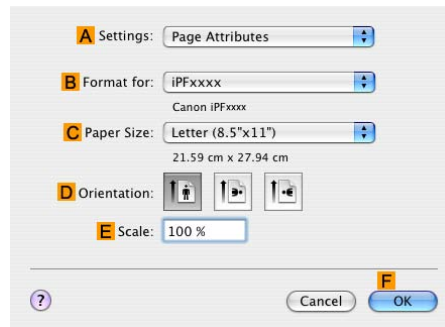 A Settings: Page Attributes
B Format for: iPFxxxx
Canon iPFxxxx
C Paper Size: Letter (8.5"x11")
21.59 cm x 27.94 cm
D Orientation:
E Scale: 100 %
F
? Cancel OK